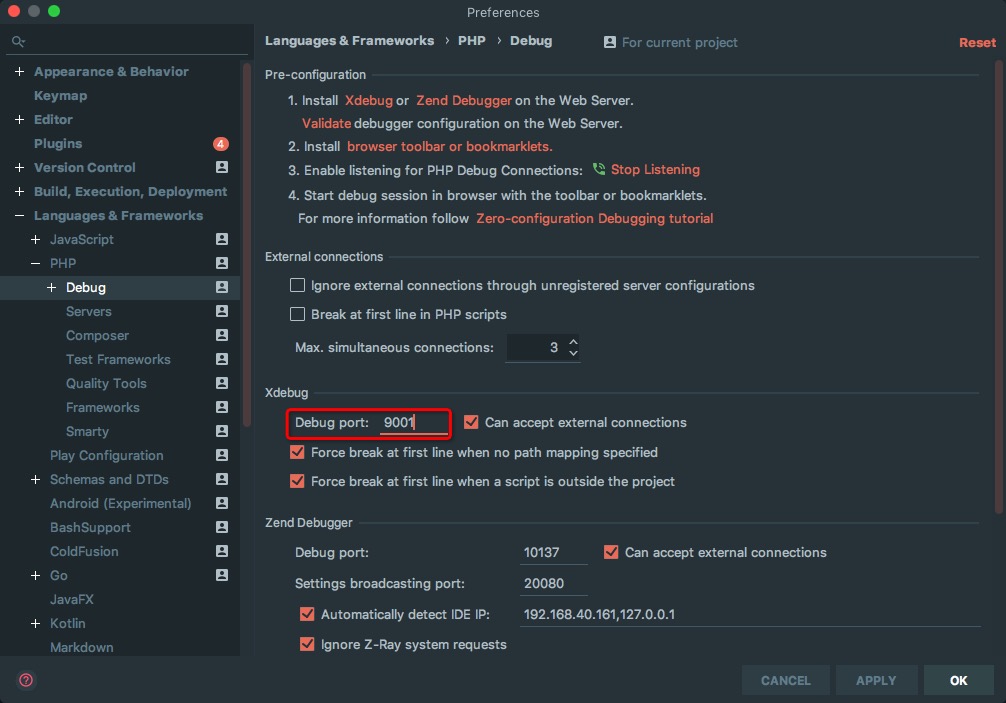 Preferences
Languages & Frameworks › PHP › Debug For current project Reset
Appearance & Behavior
Keymap
Editor
Plugins 4
Version Control
Build, Execution, Deployment
Languages & Frameworks
JavaScript
PHP
Debug
Servers
Composer
Test Frameworks
Quality Tools
Frameworks
Smarty
Play Configuration
Schemas and DTDs
Android (Experimental)
BashSupport
ColdFusion
Go
JavaFX
Kotlin
Markdown
Pre-configuration
1. Install Xdebug or Zend Debugger on the Web Server.
Validate debugger configuration on the Web Server.
2. Install browser toolbar or bookmarklets.
3. Enable listening for PHP Debug Connections: Stop Listening
4. Start debug session in browser with the toolbar or bookmarklets.
For more information follow Zero-configuration Debugging tutorial
External connections
Ignore external connections through unregistered server configurations
Break at first line in PHP scripts
Max. simultaneous connections: 3
Xdebug
Debug port: 9001 Can accept external connections
Force break at first line when no path mapping specified
Force break at first line when a script is outside the project
Zend Debugger
Debug port: 10137 Can accept external connections
Settings broadcasting port: 20080
Automatically detect IDE IP: 192.168.40.161,127.0.0.1
Ignore Z-Ray system requests
? CANCEL APPLY OK